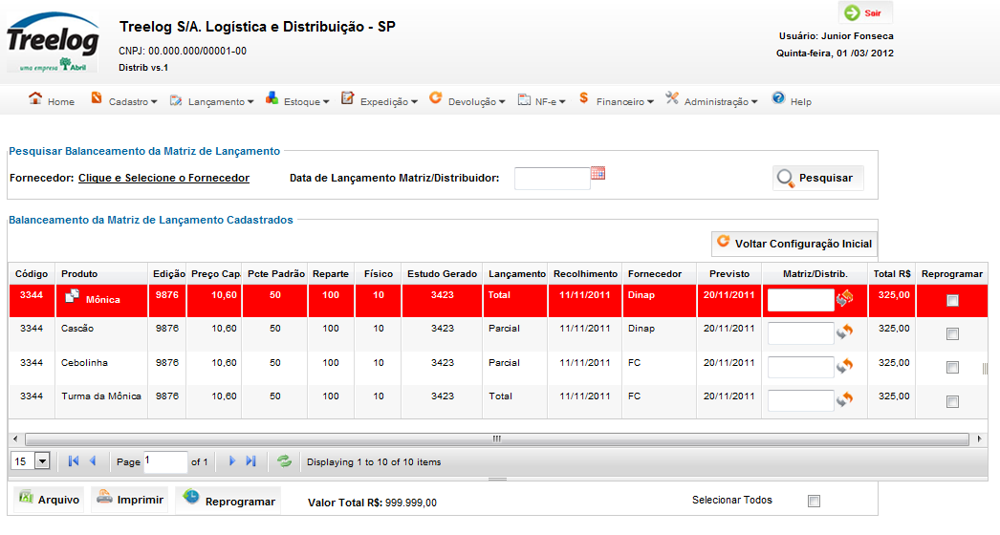 Sair
Treelog
uma empresa Abril
Treelog S/A. Logística e Distribuição - SP
CNPJ: 00.000.000/00001-00
Distrib vs.1
Usuário: Junior Fonseca
Quinta-feira, 01 /03/ 2012
Home Cadastro Lançamento Estoque Expedição Devolução NF-e Financeiro Administração Help
Pesquisar Balanceamento da Matriz de Lançamento
Fornecedor: Clique e Selecione o Fornecedor Data de Lançamento Matriz/Distribuidor: Pesquisar
Balanceamento da Matriz de Lançamento Cadastrados
Voltar Configuração Inicial
Código Produto Edição Preço Capa Pcte Padrão Reparte Físico Estudo Gerado Lançamento Recolhimento Fornecedor Previsto Matriz/Distrib. Total R$ Reprogramar
3344 Mônica 9876 10,60 50 100 10 3423 Total 11/11/2011 Dinap 20/11/2011 325,00
3344 Cascão 9876 10,60 50 100 10 3423 Parcial 11/11/2011 Dinap 20/11/2011 325,00
3344 Cebolinha 9876 10,60 50 100 10 3423 Parcial 11/11/2011 FC 20/11/2011 325,00
3344 Turma da Mônica 9876 10,60 50 100 10 3423 Total 11/11/2011 FC 20/11/2011 325,00
15 Page 1 of 1 Displaying 1 to 10 of 10 items
Arquivo Imprimir Reprogramar Valor Total R$: 999.999,00 Selecionar Todos